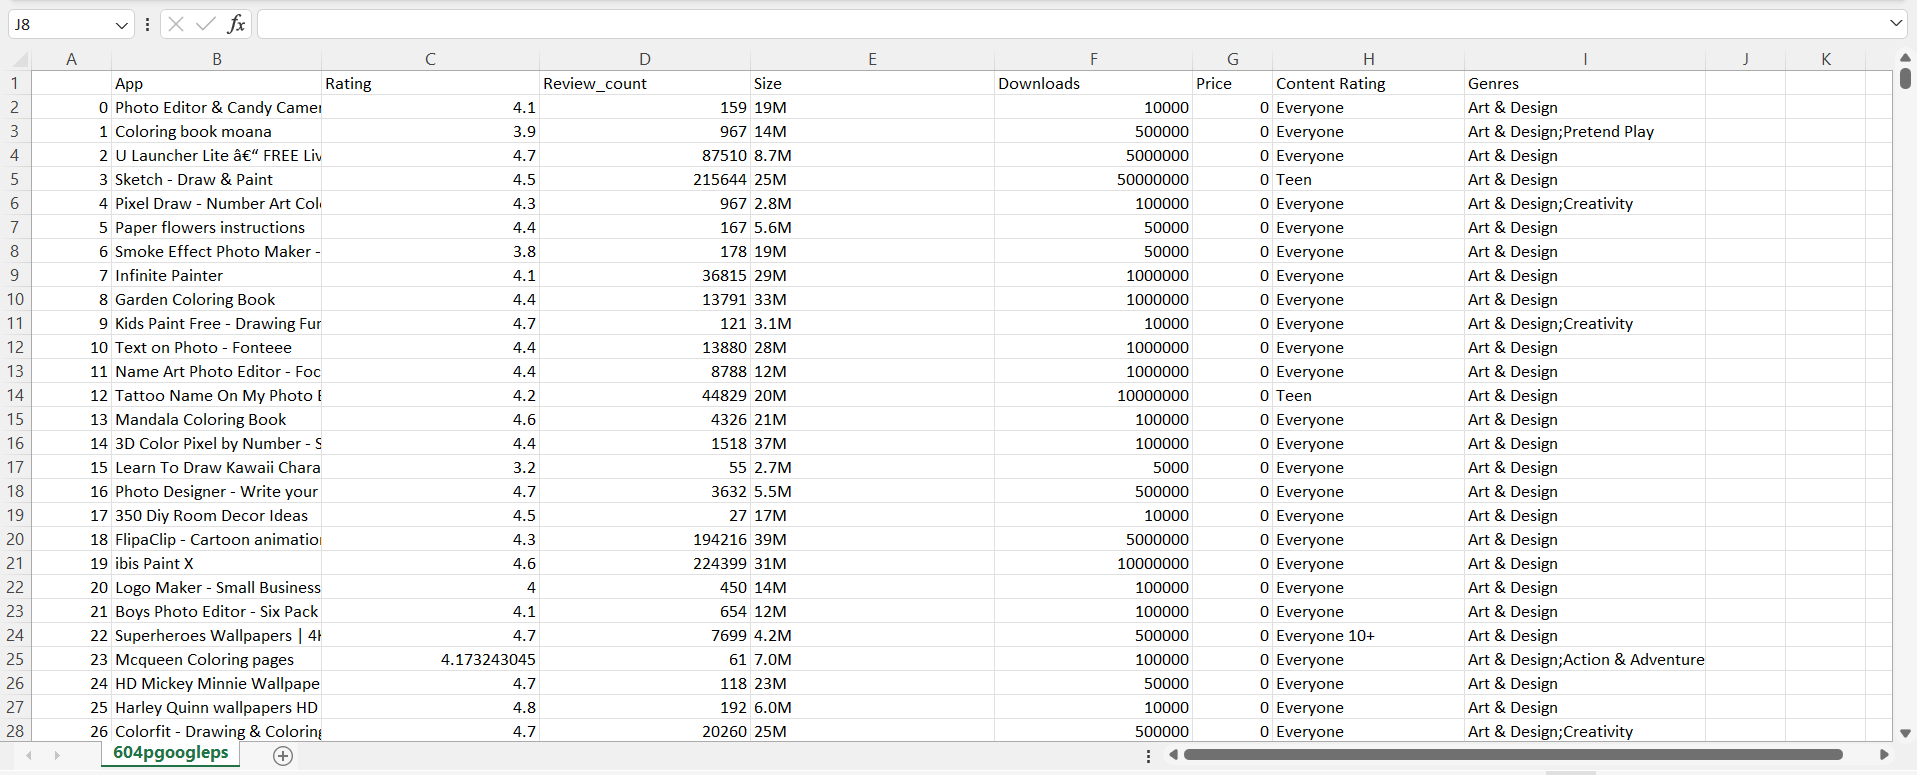 J8 fx
A B C D E F G H I J K
1 App Rating Review_count Size Downloads Price Content Rating Genres
2 0 Photo Editor & Candy Camer 4.1 159 19M 10000 0 Everyone Art & Design
3 1 Coloring book moana 3.9 967 14M 500000 0 Everyone Art & Design;Pretend Play
4 2 U Launcher Lite â€“ FREE Liv 4.7 87510 8.7M 5000000 0 Everyone Art & Design
5 3 Sketch - Draw & Paint 4.5 215644 25M 50000000 0 Teen Art & Design
6 4 Pixel Draw - Number Art Col 4.3 967 2.8M 100000 0 Everyone Art & Design;Creativity
7 5 Paper flowers instructions 4.4 167 5.6M 50000 0 Everyone Art & Design
8 6 Smoke Effect Photo Maker - 3.8 178 19M 50000 0 Everyone Art & Design
9 7 Infinite Painter 4.1 36815 29M 1000000 0 Everyone Art & Design
10 8 Garden Coloring Book 4.4 13791 33M 1000000 0 Everyone Art & Design
11 9 Kids Paint Free - Drawing Fun 4.7 121 3.1M 10000 0 Everyone Art & Design;Creativity
12 10 Text on Photo - Fonteee 4.4 13880 28M 1000000 0 Everyone Art & Design
13 11 Name Art Photo Editor - Foc 4.4 8788 12M 1000000 0 Everyone Art & Design
14 12 Tattoo Name On My Photo E 4.2 44829 20M 10000000 0 Teen Art & Design
15 13 Mandala Coloring Book 4.6 4326 21M 100000 0 Everyone Art & Design
16 14 3D Color Pixel by Number - S 4.4 1518 37M 100000 0 Everyone Art & Design
17 15 Learn To Draw Kawaii Chara 3.2 55 2.7M 5000 0 Everyone Art & Design
18 16 Photo Designer - Write your 4.7 3632 5.5M 500000 0 Everyone Art & Design
19 17 350 Diy Room Decor Ideas 4.5 27 17M 10000 0 Everyone Art & Design
20 18 FlipaClip - Cartoon animatio 4.3 194216 39M 5000000 0 Everyone Art & Design
21 19 ibis Paint X 4.6 224399 31M 10000000 0 Everyone Art & Design
22 20 Logo Maker - Small Business 4 450 14M 100000 0 Everyone Art & Design
23 21 Boys Photo Editor - Six Pack 4.1 654 12M 100000 0 Everyone Art & Design
24 22 Superheroes Wallpapers | 4K 4.7 7699 4.2M 500000 0 Everyone 10+ Art & Design
25 23 Mcqueen Coloring pages 4.173243045 61 7.0M 100000 0 Everyone Art & Design;Action & Adventure
26 24 HD Mickey Minnie Wallpape 4.7 118 23M 50000 0 Everyone Art & Design
27 25 Harley Quinn wallpapers HD 4.8 192 6.0M 10000 0 Everyone Art & Design
28 26 Colorfit - Drawing & Coloring 4.7 20260 25M 500000 0 Everyone Art & Design;Creativity
604pgoogleps